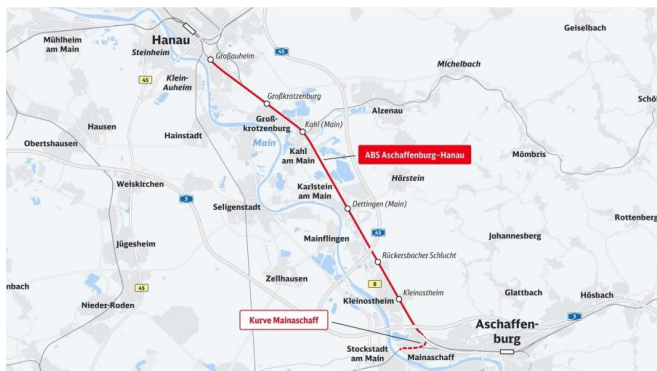 Mühlheim
am Main
Hanau
Steinheim
Klein-
Auheim
45
Großauheim
3
45
Geiselbach
Michelbach
Großkrotzenburg
Groß-
krotzenburg
Kahl (Main)
Alzenau
Hausen
Hainstadt
Main
Obertshausen
Kahl
am Main
ABS Aschaffenburg-Hanau
Mömbris
Hörstein
Weiskirchen
3
Seligenstadt
Karlstein
am Main
Dettingen (Main)
Rottenberg
Mainflingen
45
Johannesberg
Jügesheim
Rückersbacher Schlucht
Zellhausen
8
Glattbach
Hösbach
nbach
45
Nieder-Roden
Kleinostheim
Kleinostheim
Kurve Mainaschaff
Aschaffen-
burg
3
Stockstadt
am Main
Mainaschaff